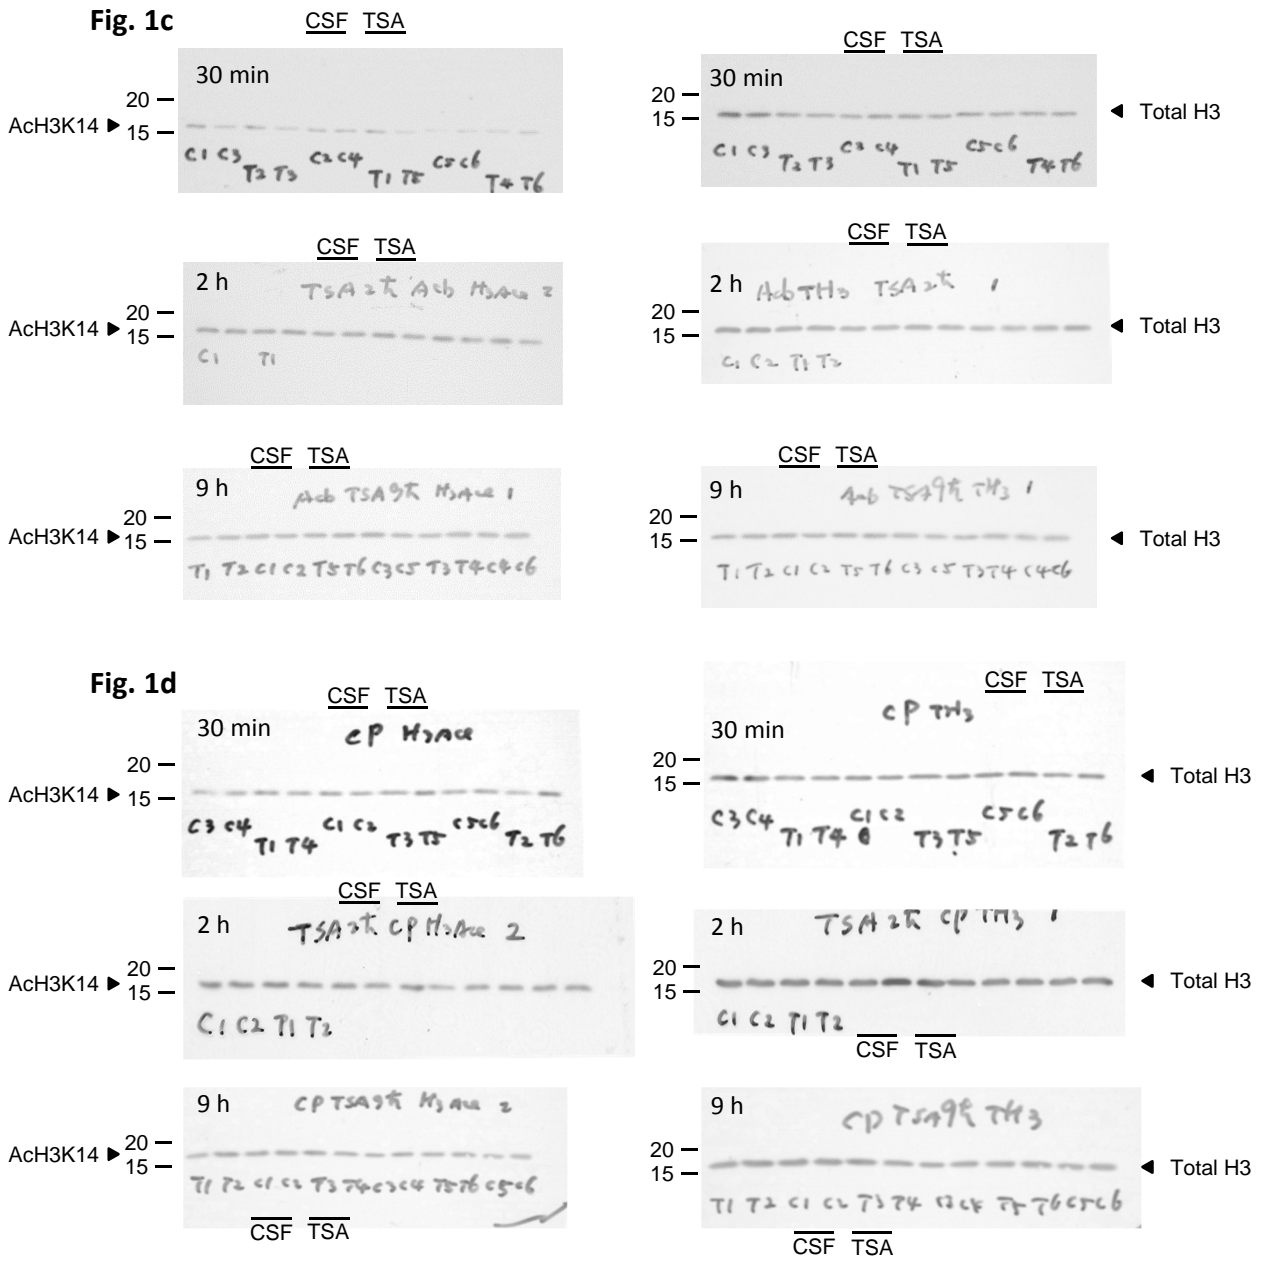 Fig. 1c
CSF TSA
30 min
20
AcH3K14
15
C1 C3 T2 T3 C2 C4 T1 T5 C5 C6 T4 T6
CSF TSA
30 min
20
15
Total H3
C1 C3 T2 T3 C3 C4 T1 T5 C5 C6 T4 T6
CSF TSA
2 h
TSA 2h Acb H3Ace 2
20
AcH3K14
15
C1 T1
CSF TSA
2 h
Acb TH3 TSA 2h 1
20
15
Total H3
C1 C2 T1 T2
CSF TSA
9 h
Acb TSA 9h H3Ace 1
20
AcH3K14
15
T1 T2 C1 C2 T5 T6 C3 C5 T3 T4 C4 C6
CSF TSA
9 h
Acb TSA 9h TH3 1
20
15
Total H3
T1 T2 C1 C2 T5 T6 C3 C5 T3 T4 C4 C6
Fig. 1d
CSF TSA
30 min
CP H3Ace
20
AcH3K14
15
C3 C4 T1 T4 C1 C2 T3 T5 C5 C6 T2 T6
CSF TSA
CP TH3
30 min
20
15
Total H3
C3 C4 T1 T4 C1 C2 T3 T5 C5 C6 T2 T6
CSF TSA
2 h
TSA 2h CP H3Ace 2
20
AcH3K14
15
C1 C2 T1 T2
2 h
TSA 2h CP TH3 1
20
15
Total H3
C1 C2 T1 T2
CSF TSA
9 h
CP TSA 9h H3Ace 2
20
AcH3K14
15
T1 T2 C1 C2 T3 T4 C3 C4 T5 T6 C5 C6
CSF TSA
9 h
CP TSA 9h TH3
20
15
Total H3
T1 T2 C1 C2 T3 T4 C3 C4 T5 T6 C5 C6
CSF TSA